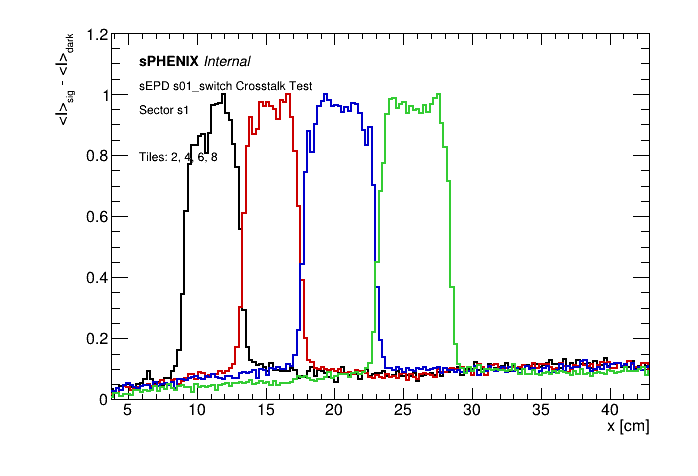 sPHENIX Internal
sEPD s01_switch Crosstalk Test
Sector s1
Tiles: 2, 4, 6, 8
<I>sig - <I>dark
1.2
1
0.8
0.6
0.4
0.2
0
5 10 15 20 25 30 35 40
x [cm]